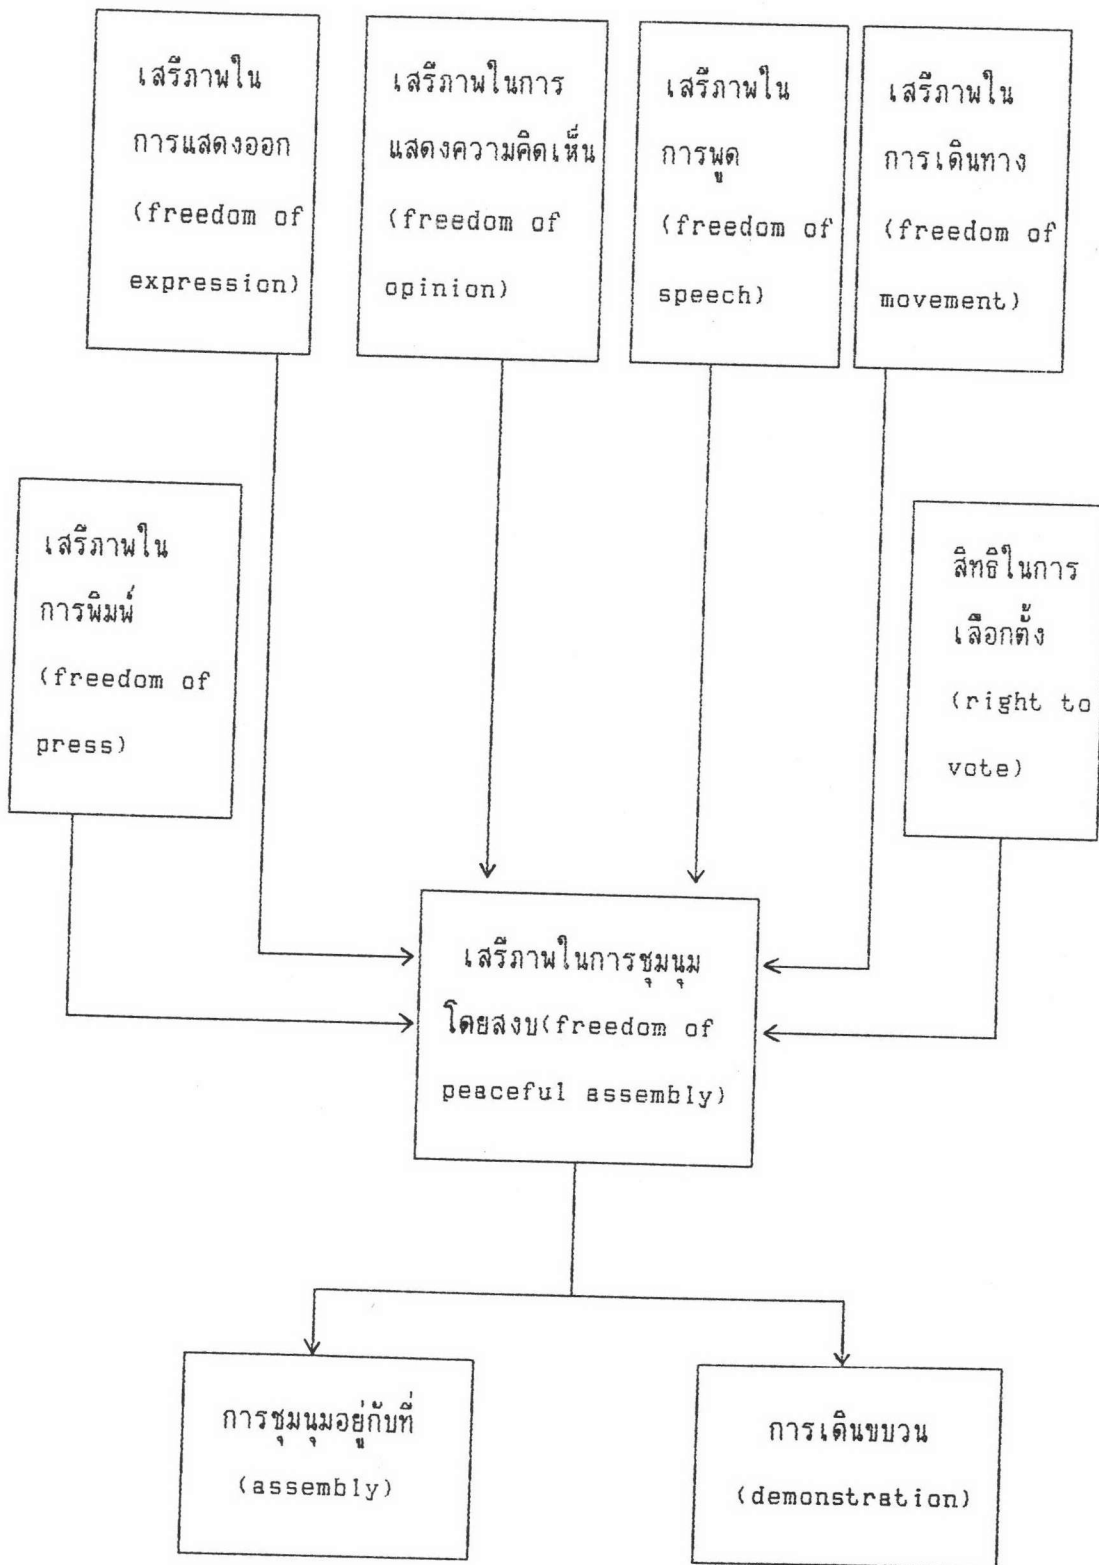 เสรีภาพใน
การแสดงออก
(freedom of
expression)
เสรีภาพในการ
แสดงความคิดเห็น
(freedom of
opinion)
เสรีภาพใน
การพูด
(freedom of
speech)
เสรีภาพใน
การเดินทาง
(freedom of
movement)
เสรีภาพใน
การพิมพ์
(freedom of
press)
สิทธิในการ
เลือกตั้ง
(right to
vote)
เสรีภาพในการชุมนุม
โดยสงบ(freedom of
peaceful assembly)
การชุมนุมอยู่กับที่
(assembly)
การเดินขบวน
(demonstration)